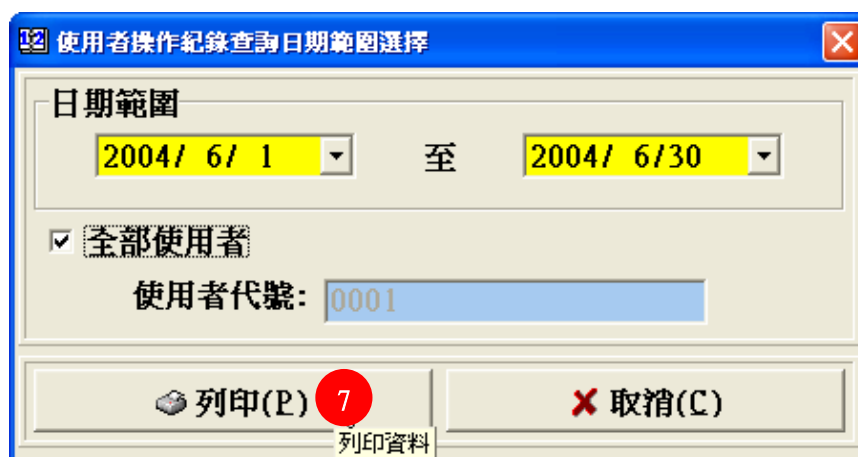 使用者操作紀錄查詢日期範圍選擇
日期範圍
2004/ 6/ 1 至 2004/ 6/30
全部使用者
使用者代號: 0001
列印(P) 7 取消(C)
列印資料